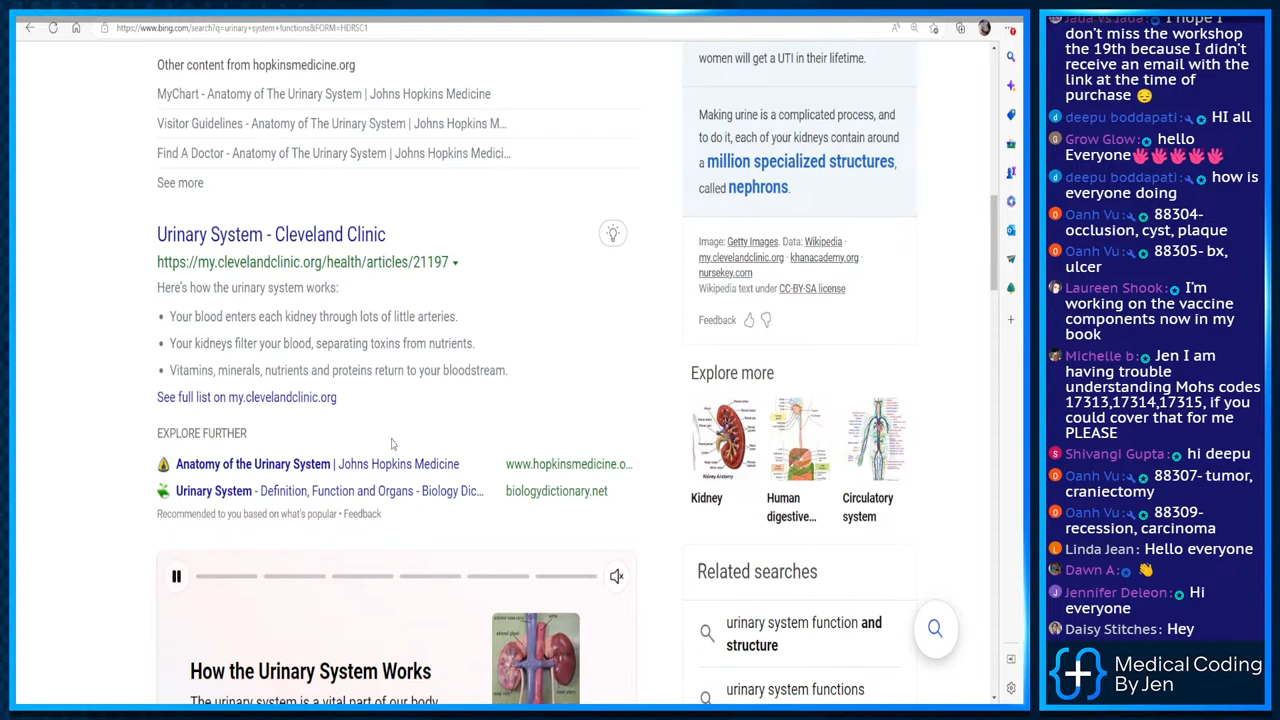 https://www.bing.com/search?q=urinary+system+functions&FORM=HDRSC1
Other content from hopkinsmedicine.org
MyChart - Anatomy of The Urinary System | Johns Hopkins Medicine
Visitor Guidelines - Anatomy of The Urinary System | Johns Hopkins M...
Find A Doctor - Anatomy of The Urinary System | Johns Hopkins Medici...
See more
Urinary System - Cleveland Clinic
https://my.clevelandclinic.org/health/articles/21197
Here's how the urinary system works:
• Your blood enters each kidney through lots of little arteries.
• Your kidneys filter your blood, separating toxins from nutrients.
• Vitamins, minerals, nutrients and proteins return to your bloodstream.
See full list on my.clevelandclinic.org
EXPLORE FURTHER
Anatomy of the Urinary System | Johns Hopkins Medicine www.hopkinsmedicine.o...
Urinary System - Definition, Function and Organs - Biology Dic... biologydictionary.net
Recommended to you based on what's popular • Feedback
How the Urinary System Works
The urinary system is a vital part of our body
women will get a UTI in their lifetime.
Making urine is a complicated process, and
to do it, each of your kidneys contain around
a million specialized structures,
called nephrons.
Image: Getty Images. Data: Wikipedia ·
my.clevelandclinic.org · khanacademy.org ·
nursekey.com
Wikipedia text under CC-BY-SA license
Feedback
Explore more
Kidney Anatomy
Kidney
Human
digestive...
Circulatory
system
Related searches
urinary system function and
structure
urinary system functions
Jada vs Jada: I hope I
don't miss the workshop
the 19th because I didn't
receive an email with the
link at the time of
purchase 😔
deepu boddapati: HI all
Grow Glow: hello
Everyone
deepu boddapati: how is
everyone doing
Oanh Vu: 88304-
occlusion, cyst, plaque
Oanh Vu: 88305- bx,
ulcer
Laureen Shook: I'm
working on the vaccine
components now in my
book
Michelle b: Jen I am
having trouble
understanding Mohs codes
17313,17314,17315, if you
could cover that for me
PLEASE
Shivangi Gupta: hi deepu
Oanh Vu: 88307- tumor,
craniectomy
Oanh Vu: 88309-
recession, carcinoma
Linda Jean: Hello everyone
Dawn A: 👋
Jennifer Deleon: Hi
everyone
Daisy Stitches: Hey
Medical Coding
By Jen